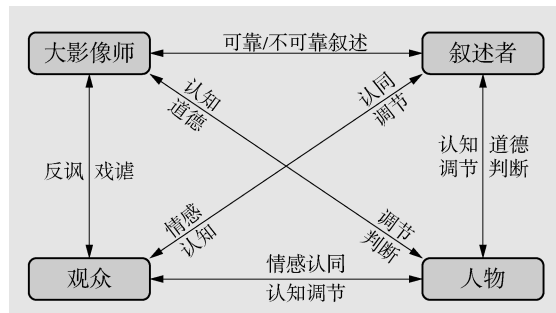 大影像师
可靠/不可靠叙述
叙述者
认知
道德
认同
调节
反讽 戏谑
认知 道德
调节 判断
情感
认知
调节
判断
观众
情感认同
认知调节
人物